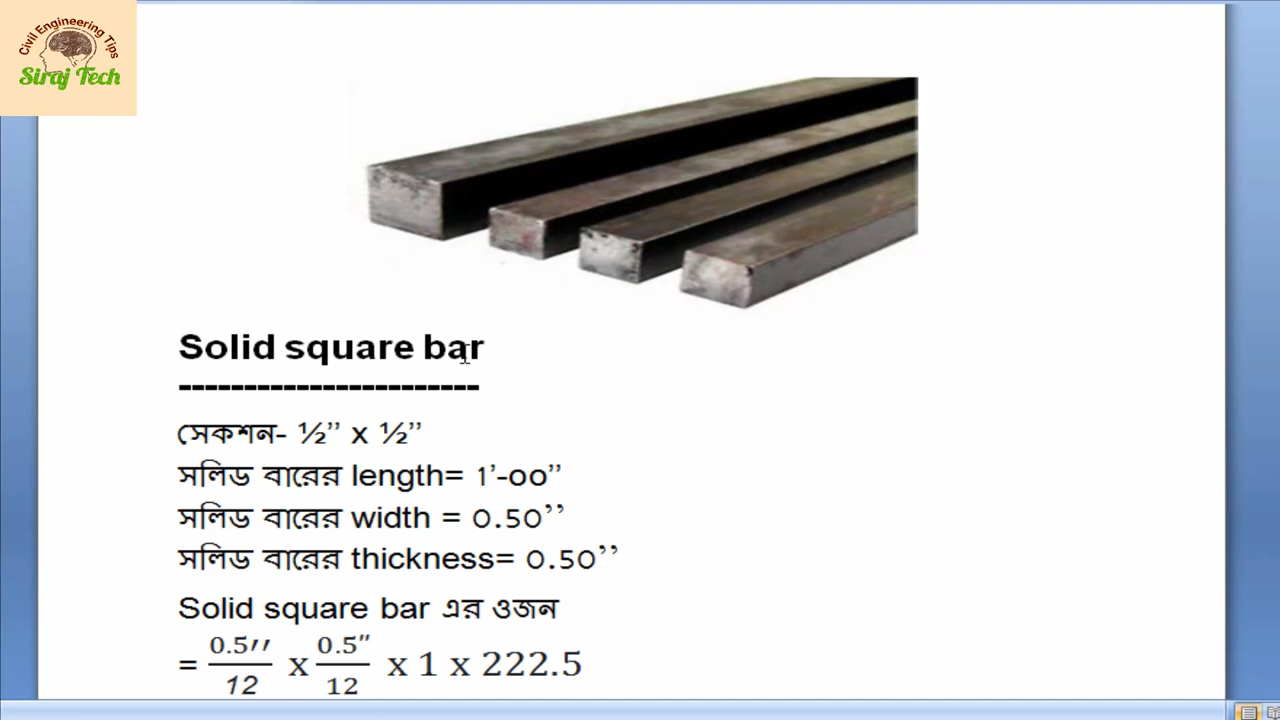 Civil Engineering Tips
Siraj Tech
Solid square bar
-----------------------
সেকশন- ½’’ x ½’’
সলিড বারের length= 1’-00’’
সলিড বারের width = 0.50’’
সলিড বারের thickness= 0.50’’
Solid square bar এর ওজন
= 0.5′′/12 x 0.5″/12 x 1 x 222.5